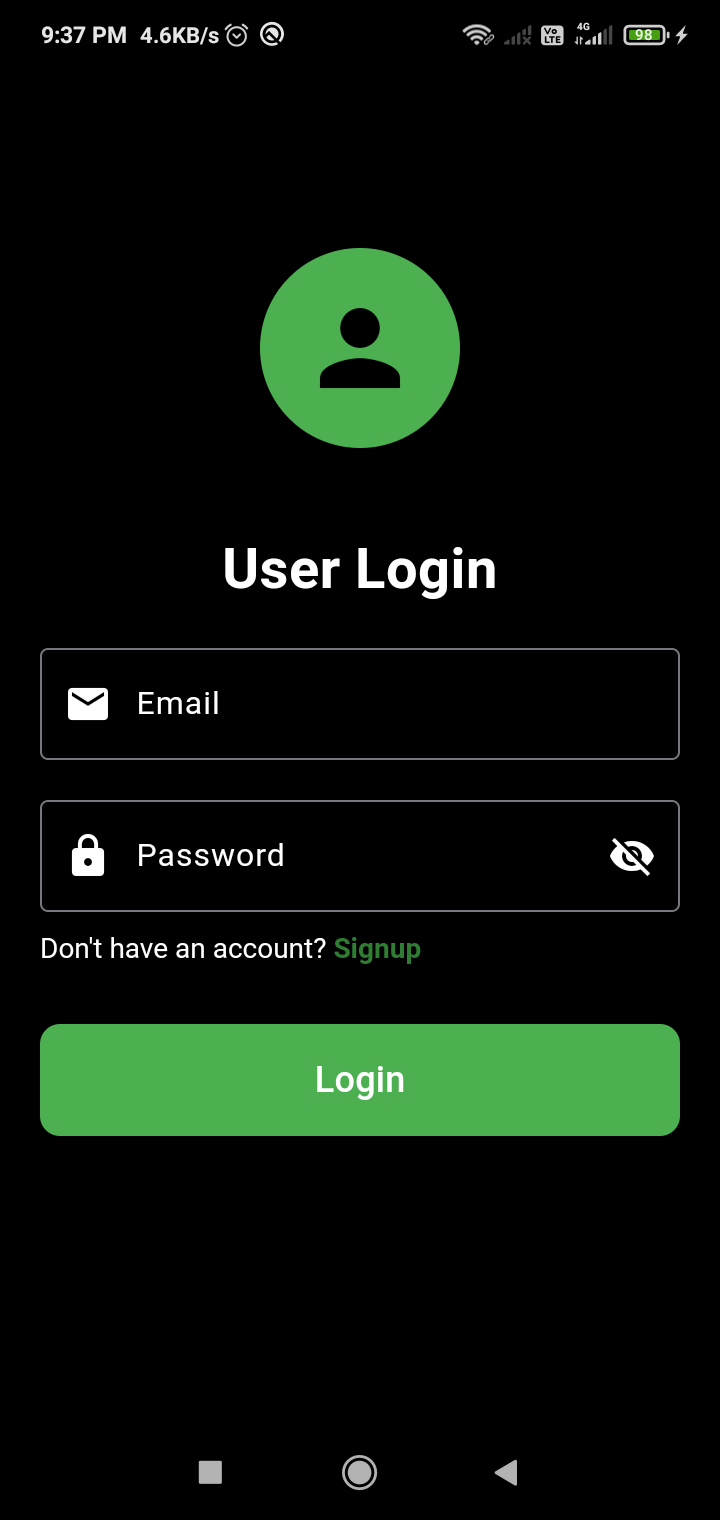 9:37 PM 4.6KB/s Vo LTE 4G 98
User Login
Email
Password
Don't have an account? Signup
Login